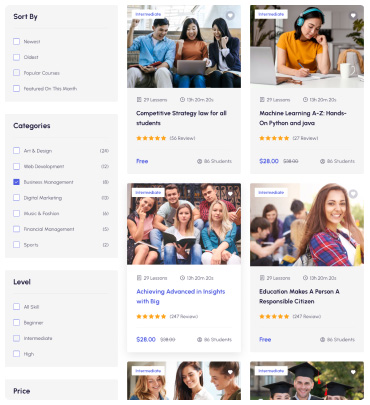 Sort By
Newest
Oldest
Popular Courses
Featured On This Month
Categories
Art & Design (24)
Web Development (12)
Business Management (8)
Digital Marketing (13)
Music & Fashion (6)
Financial Management (5)
Sports (2)
Level
All Skill
Beginner
Intermediate
High
Price
Intermediate
29 Lessons 13h 20m 20s
Competitive Strategy law for all
students
(56 Review)
Free 86 Students
Intermediate
29 Lessons 13h 20m 20s
Machine Learning A-Z: Hands-
On Python and java
(27 Review)
$28.00 $38.00 86 Students
Intermediate
29 Lessons 13h 20m 20s
Achieving Advanced in Insights
with Big
(247 Review)
$28.00 $38.00 86 Students
Intermediate
29 Lessons 13h 20m 20s
Education Makes A Person A
Responsible Citizen
(247 Review)
Free 86 Students
Intermediate
Intermediate